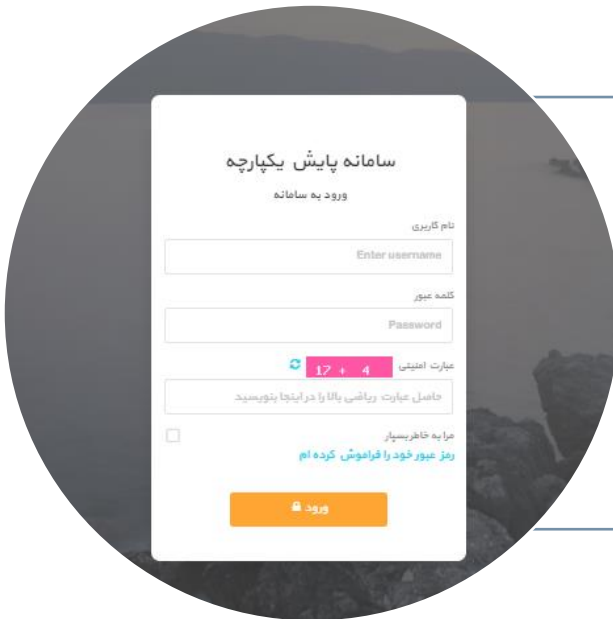 سامانه پایش یکپارچه
ورود به سامانه
نام کاربری
Enter username
کلمه عبور
Password
عبارت امنیتی 17 + 4
حاصل عبارت ریاضی بالا را در اینجا بنویسید
مرا به خاطر بسپار
رمز عبور خود را فراموش کرده ام
ورود